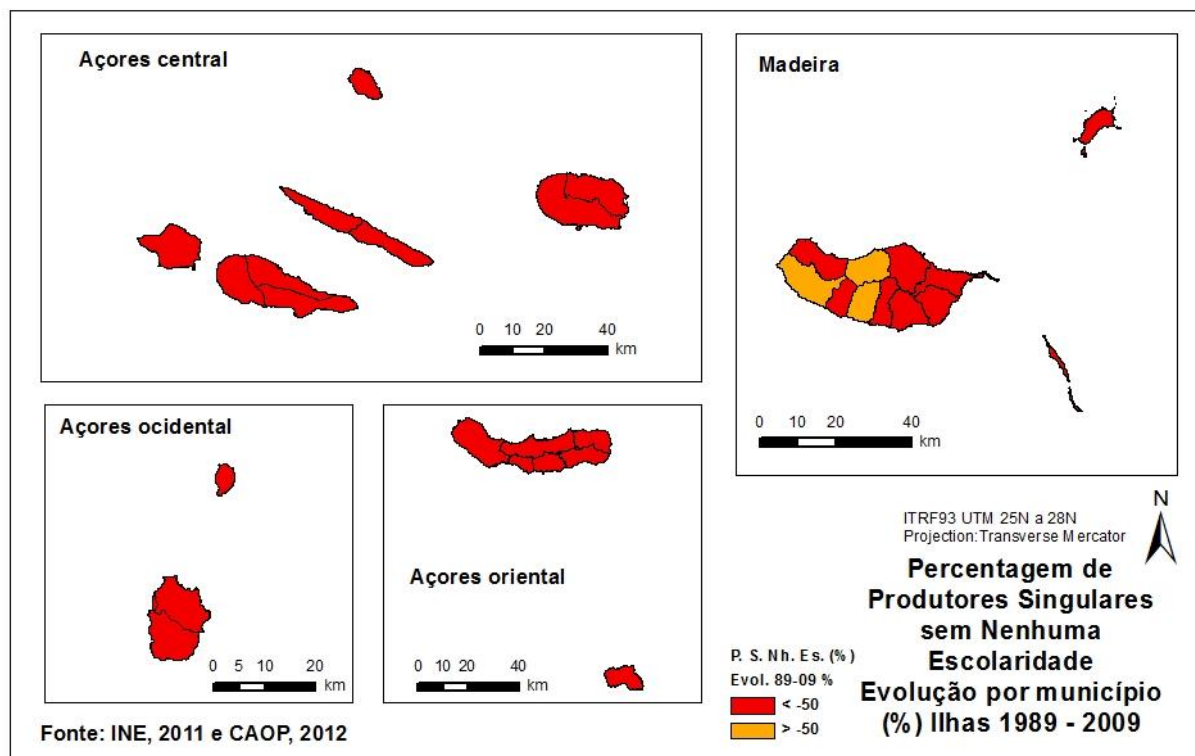 Açores central
0 10 20 40
km
Madeira
0 10 20 40
km
Açores ocidental
0 5 10 20
km
Açores oriental
0 10 20 40
km
N
ITRF93 UTM 25N a 28N
Projection:Transverse Mercator
Percentagem de
Produtores Singulares
sem Nenhuma
Escolaridade
Evolução por município
(%) Ilhas 1989 - 2009
P. S. Nh. Es. (%)
Evol. 89-09 %
< -50
> -50
Fonte: INE, 2011 e CAOP, 2012